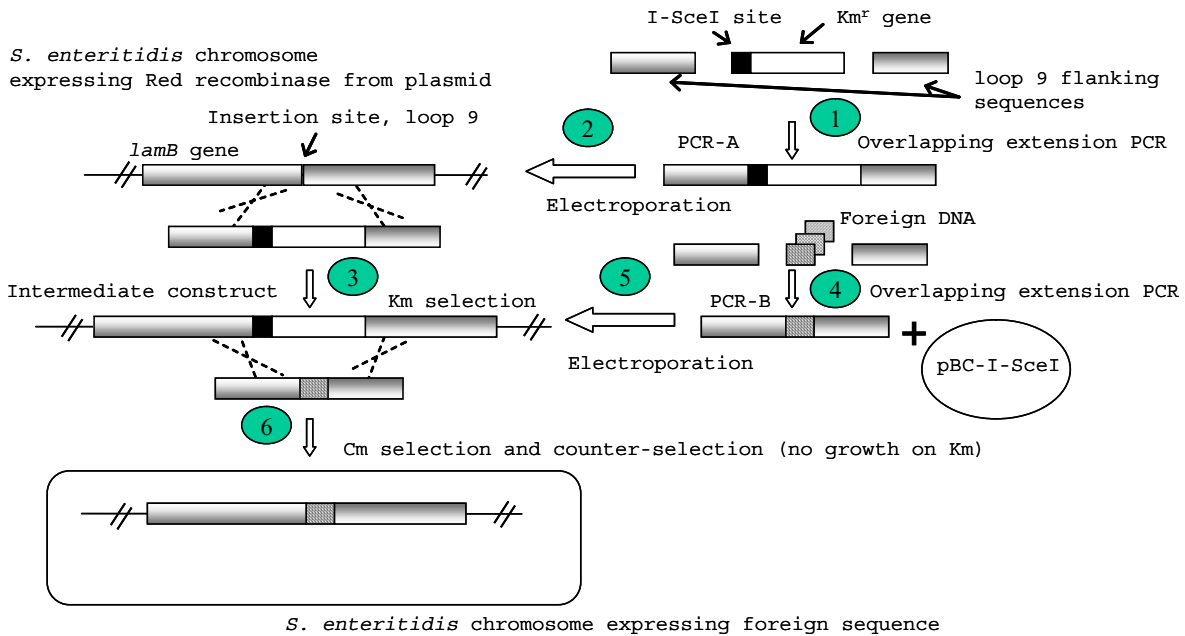 I-SceI site
Kmʳ gene
S. enteritidis chromosome
expressing Red recombinase from plasmid
loop 9 flanking
sequences
Insertion site, loop 9
1
2
Overlapping extension PCR
lamB gene
PCR-A
Electroporation
Foreign DNA
3
5
4
Intermediate construct
Km selection
PCR-B
Overlapping extension PCR
+
Electroporation
pBC-I-SceI
6
Cm selection and counter-selection (no growth on Km)
S. enteritidis chromosome expressing foreign sequence